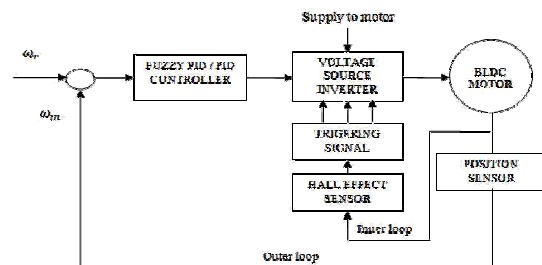 Supply to motor
ωr
FUZZY PID / PID
CONTROLLER
VOLTAGE
SOURCE
INVERTER
BLDC
MOTOR
ωm
TRIGERING
SIGNAL
POSITION
SENSOR
HALL EFFECT
SENSOR
Inner loop
Outer loop